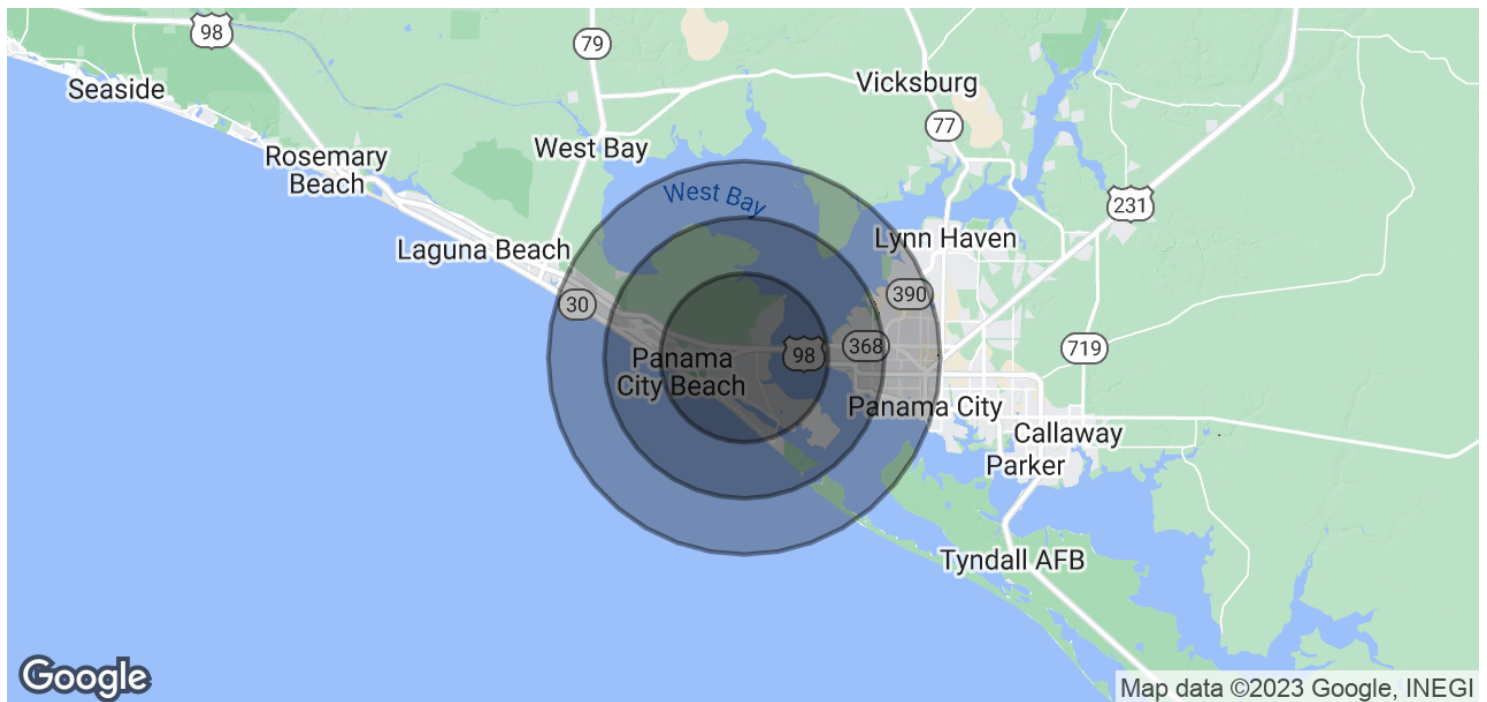 98
79
Seaside
Vicksburg
77
West Bay
Rosemary
Beach
West Bay
231
Laguna Beach
Lynn Haven
30
390
Panama
City Beach
98
368
719
Panama City
Callaway
Parker
Tyndall AFB
Google
Map data ©2023 Google, INEGI